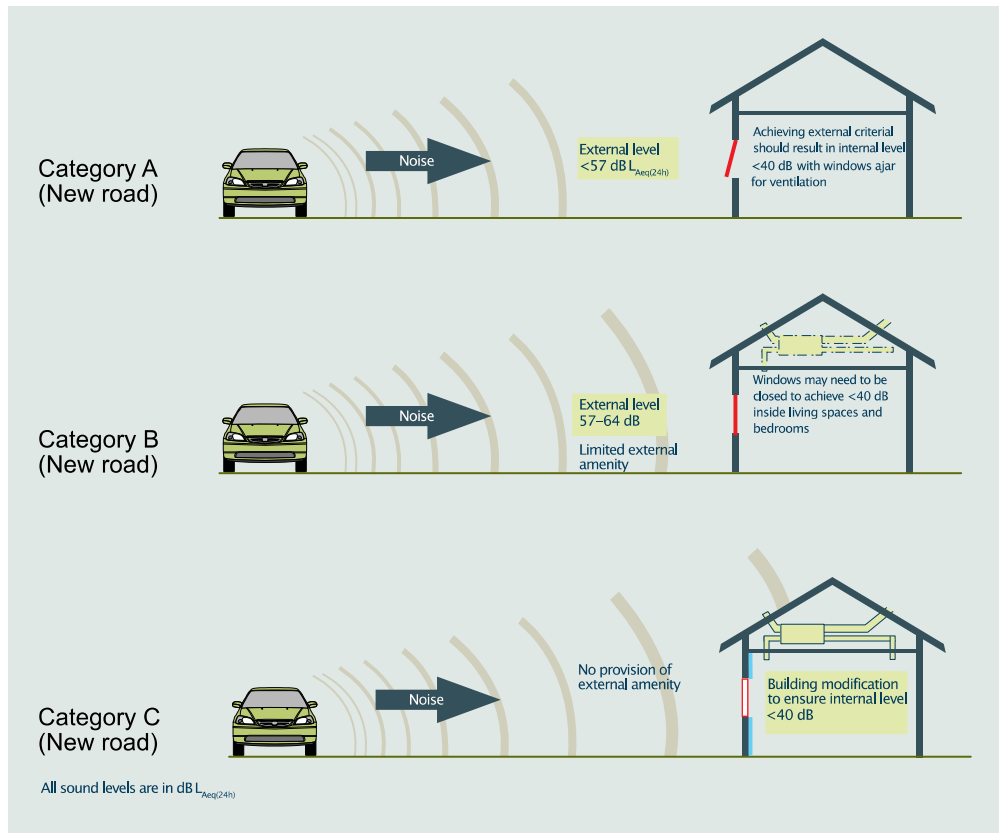 Category A
(New road)
Noise
External level
<57 dB LAeq(24h)
Achieving external criterial
should result in internal level
<40 dB with windows ajar
for ventilation
Category B
(New road)
Noise
External level
57–64 dB
Limited external
amenity
Windows may need to be
closed to achieve <40 dB
inside living spaces and
bedrooms
Category C
(New road)
Noise
No provision of
external amenity
Building modification
to ensure internal level
<40 dB
All sound levels are in dB LAeq(24h)